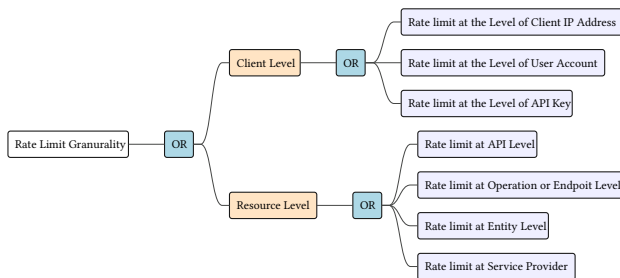 Rate Limit Granurality
OR
Client Level
OR
Rate limit at the Level of Client IP Address
Rate limit at the Level of User Account
Rate limit at the Level of API Key
Resource Level
OR
Rate limit at API Level
Rate limit at Operation or Endpoit Level
Rate limit at Entity Level
Rate limit at Service Provider